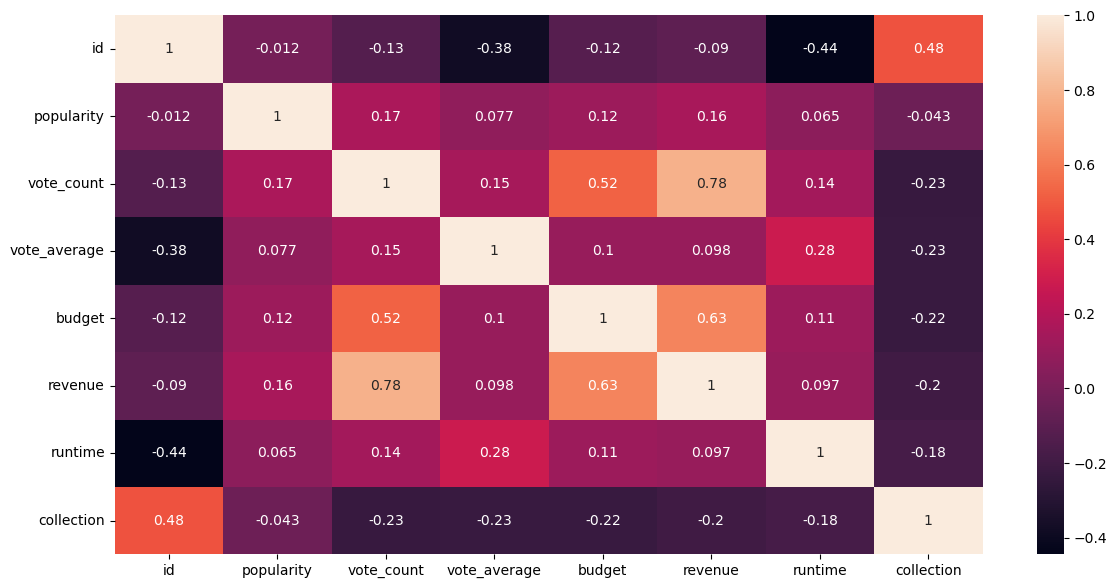 id 1 -0.012 -0.13 -0.38 -0.12 -0.09 -0.44 0.48
popularity -0.012 1 0.17 0.077 0.12 0.16 0.065 -0.043
vote_count -0.13 0.17 1 0.15 0.52 0.78 0.14 -0.23
vote_average -0.38 0.077 0.15 1 0.1 0.098 0.28 -0.23
budget -0.12 0.12 0.52 0.1 1 0.63 0.11 -0.22
revenue -0.09 0.16 0.78 0.098 0.63 1 0.097 -0.2
runtime -0.44 0.065 0.14 0.28 0.11 0.097 1 -0.18
collection 0.48 -0.043 -0.23 -0.23 -0.22 -0.2 -0.18 1
id popularity vote_count vote_average budget revenue runtime collection
1.0
0.8
0.6
0.4
0.2
0.0
−0.2
−0.4